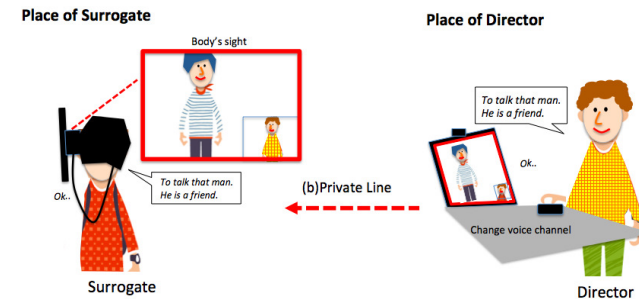 Place of Surrogate
Place of Director
Body's sight
To talk that man.
He is a friend.
Ok..
To talk that man.
He is a friend.
Ok..
(b)Private Line
Change voice channel
Surrogate
Director